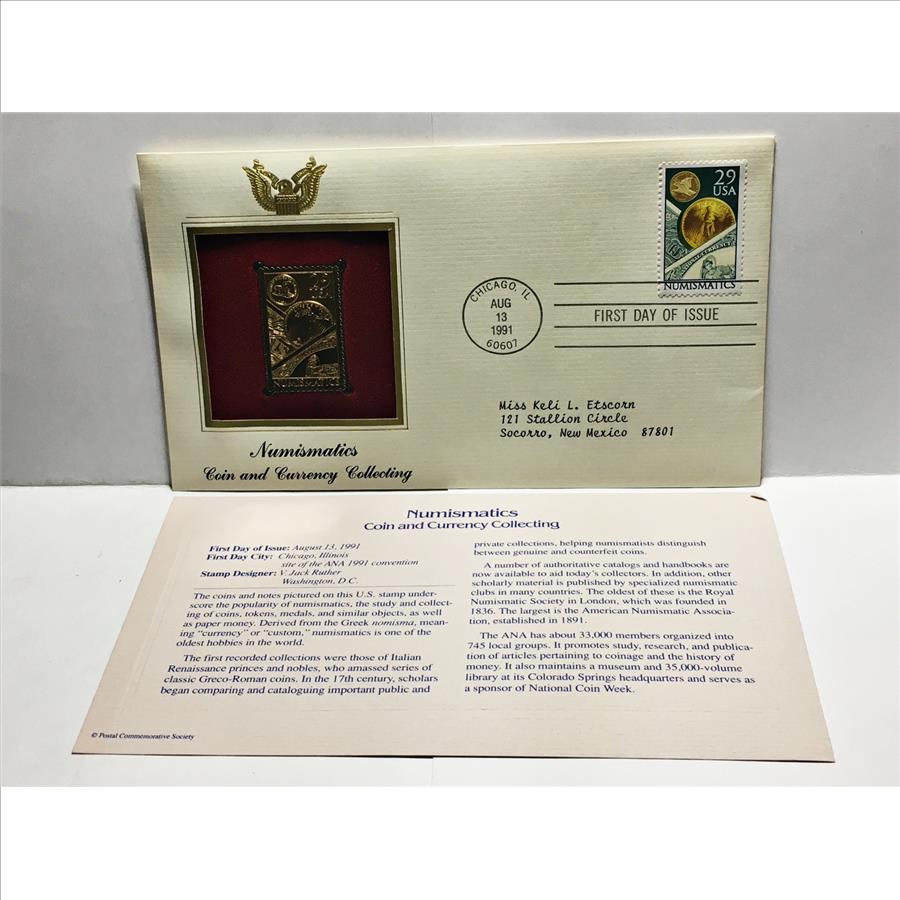 29
USA
NUMISMATICS
CHICAGO, IL
AUG
13
1991
60607
FIRST DAY OF ISSUE
NUMISMATICS
Miss Keli L. Etscorn
121 Stallion Circle
Socorro, New Mexico 87801
Numismatics
Coin and Currency Collecting
Numismatics
Coin and Currency Collecting
First Day of Issue: August 13, 1991
First Day City: Chicago, Illinois
site of the ANA 1991 convention
Stamp Designer: V. Jack Ruther
Washington, D.C.
The coins and notes pictured on this U.S. stamp under-
score the popularity of numismatics, the study and collect-
ing of coins, tokens, medals, and similar objects, as well
as paper money. Derived from the Greek nomisma, mean-
ing "currency" or "custom," numismatics is one of the
oldest hobbies in the world.
The first recorded collections were those of Italian
Renaissance princes and nobles, who amassed series of
classic Greco-Roman coins. In the 17th century, scholars
began comparing and cataloguing important public and
private collections, helping numismatists distinguish
between genuine and counterfeit coins.
A number of authoritative catalogs and handbooks are
now available to aid today's collectors. In addition, other
scholarly material is published by specialized numismatic
clubs in many countries. The oldest of these is the Royal
Numismatic Society in London, which was founded in
1836. The largest is the American Numismatic Associa-
tion, established in 1891.
The ANA has about 33,000 members organized into
745 local groups. It promotes study, research, and publica-
tion of articles pertaining to coinage and the history of
money. It also maintains a museum and 35,000-volume
library at its Colorado Springs headquarters and serves as
a sponsor of National Coin Week.
© Postal Commemorative Society